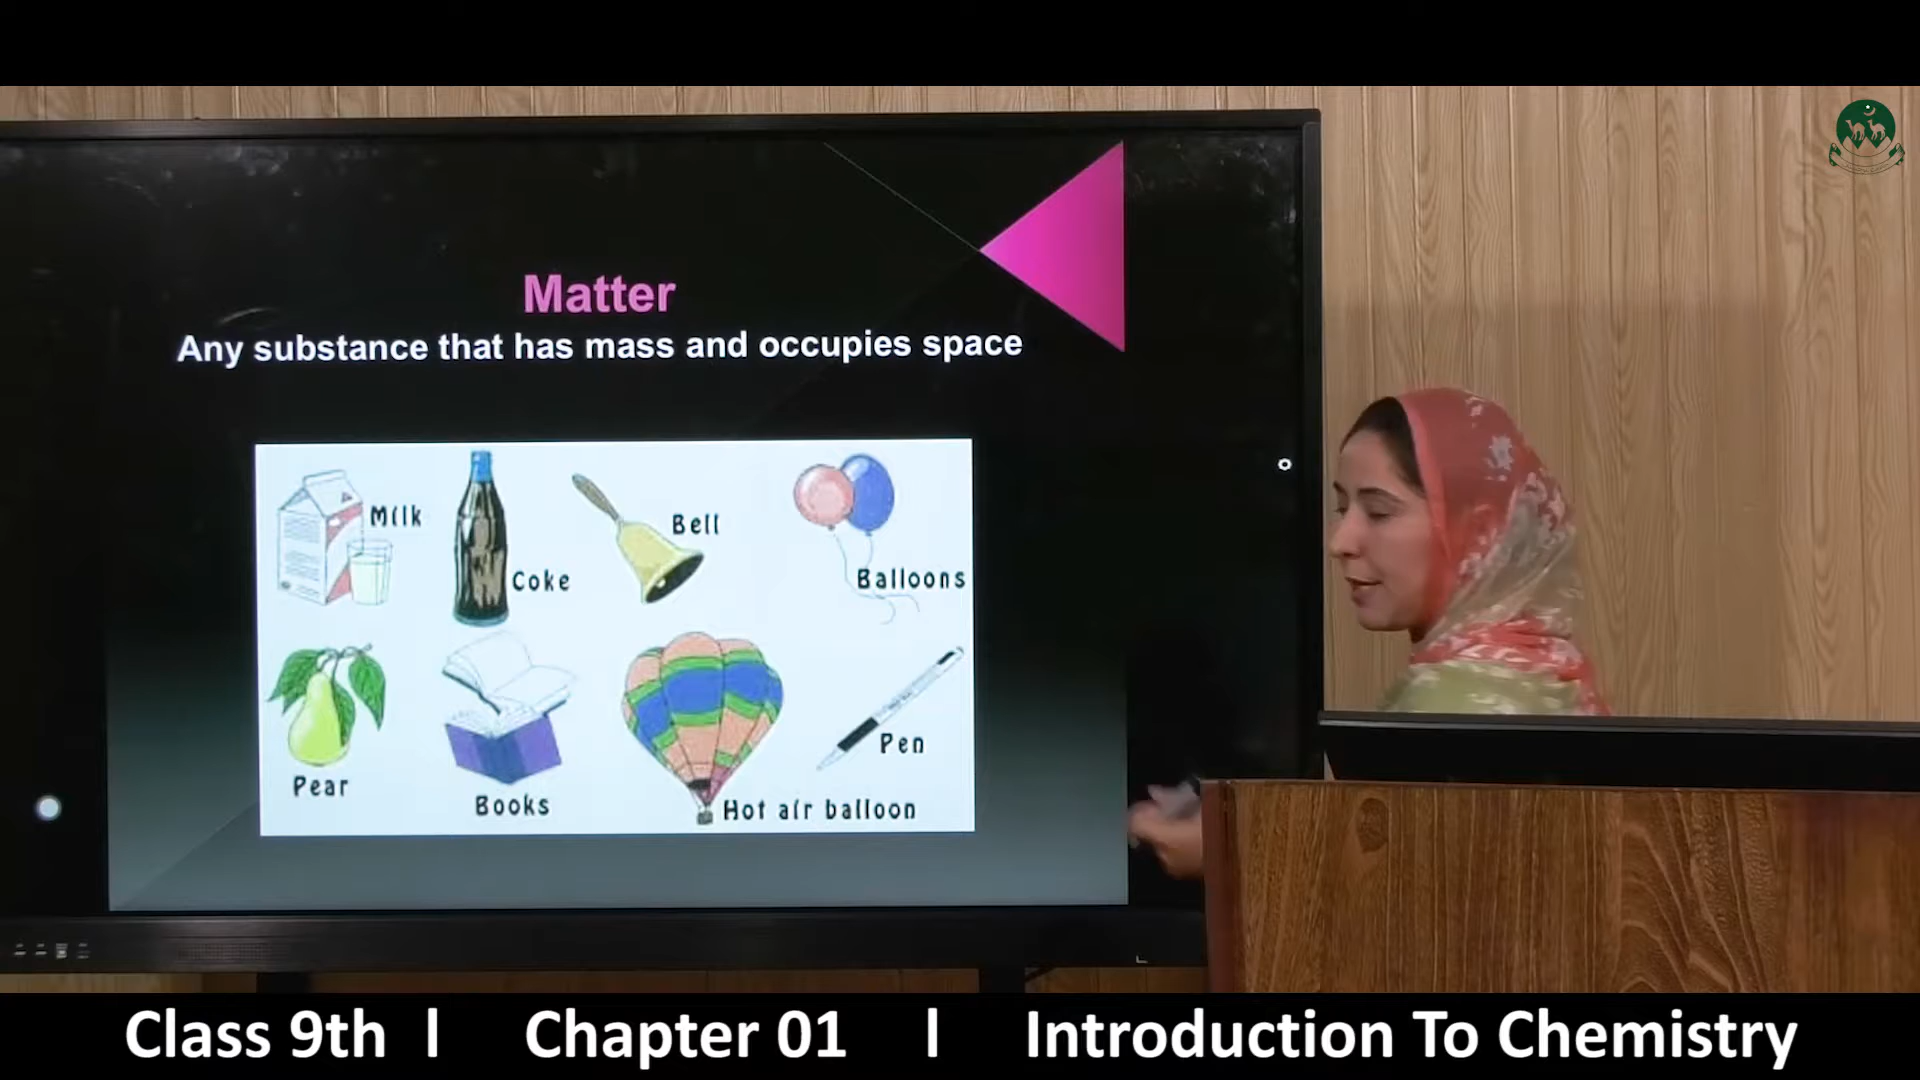 Matter
Any substance that has mass and occupies space
Milk
Coke
Bell
Balloons
Pear
Books
Hot air balloon
Pen
Class 9th l Chapter 01 l Introduction To Chemistry